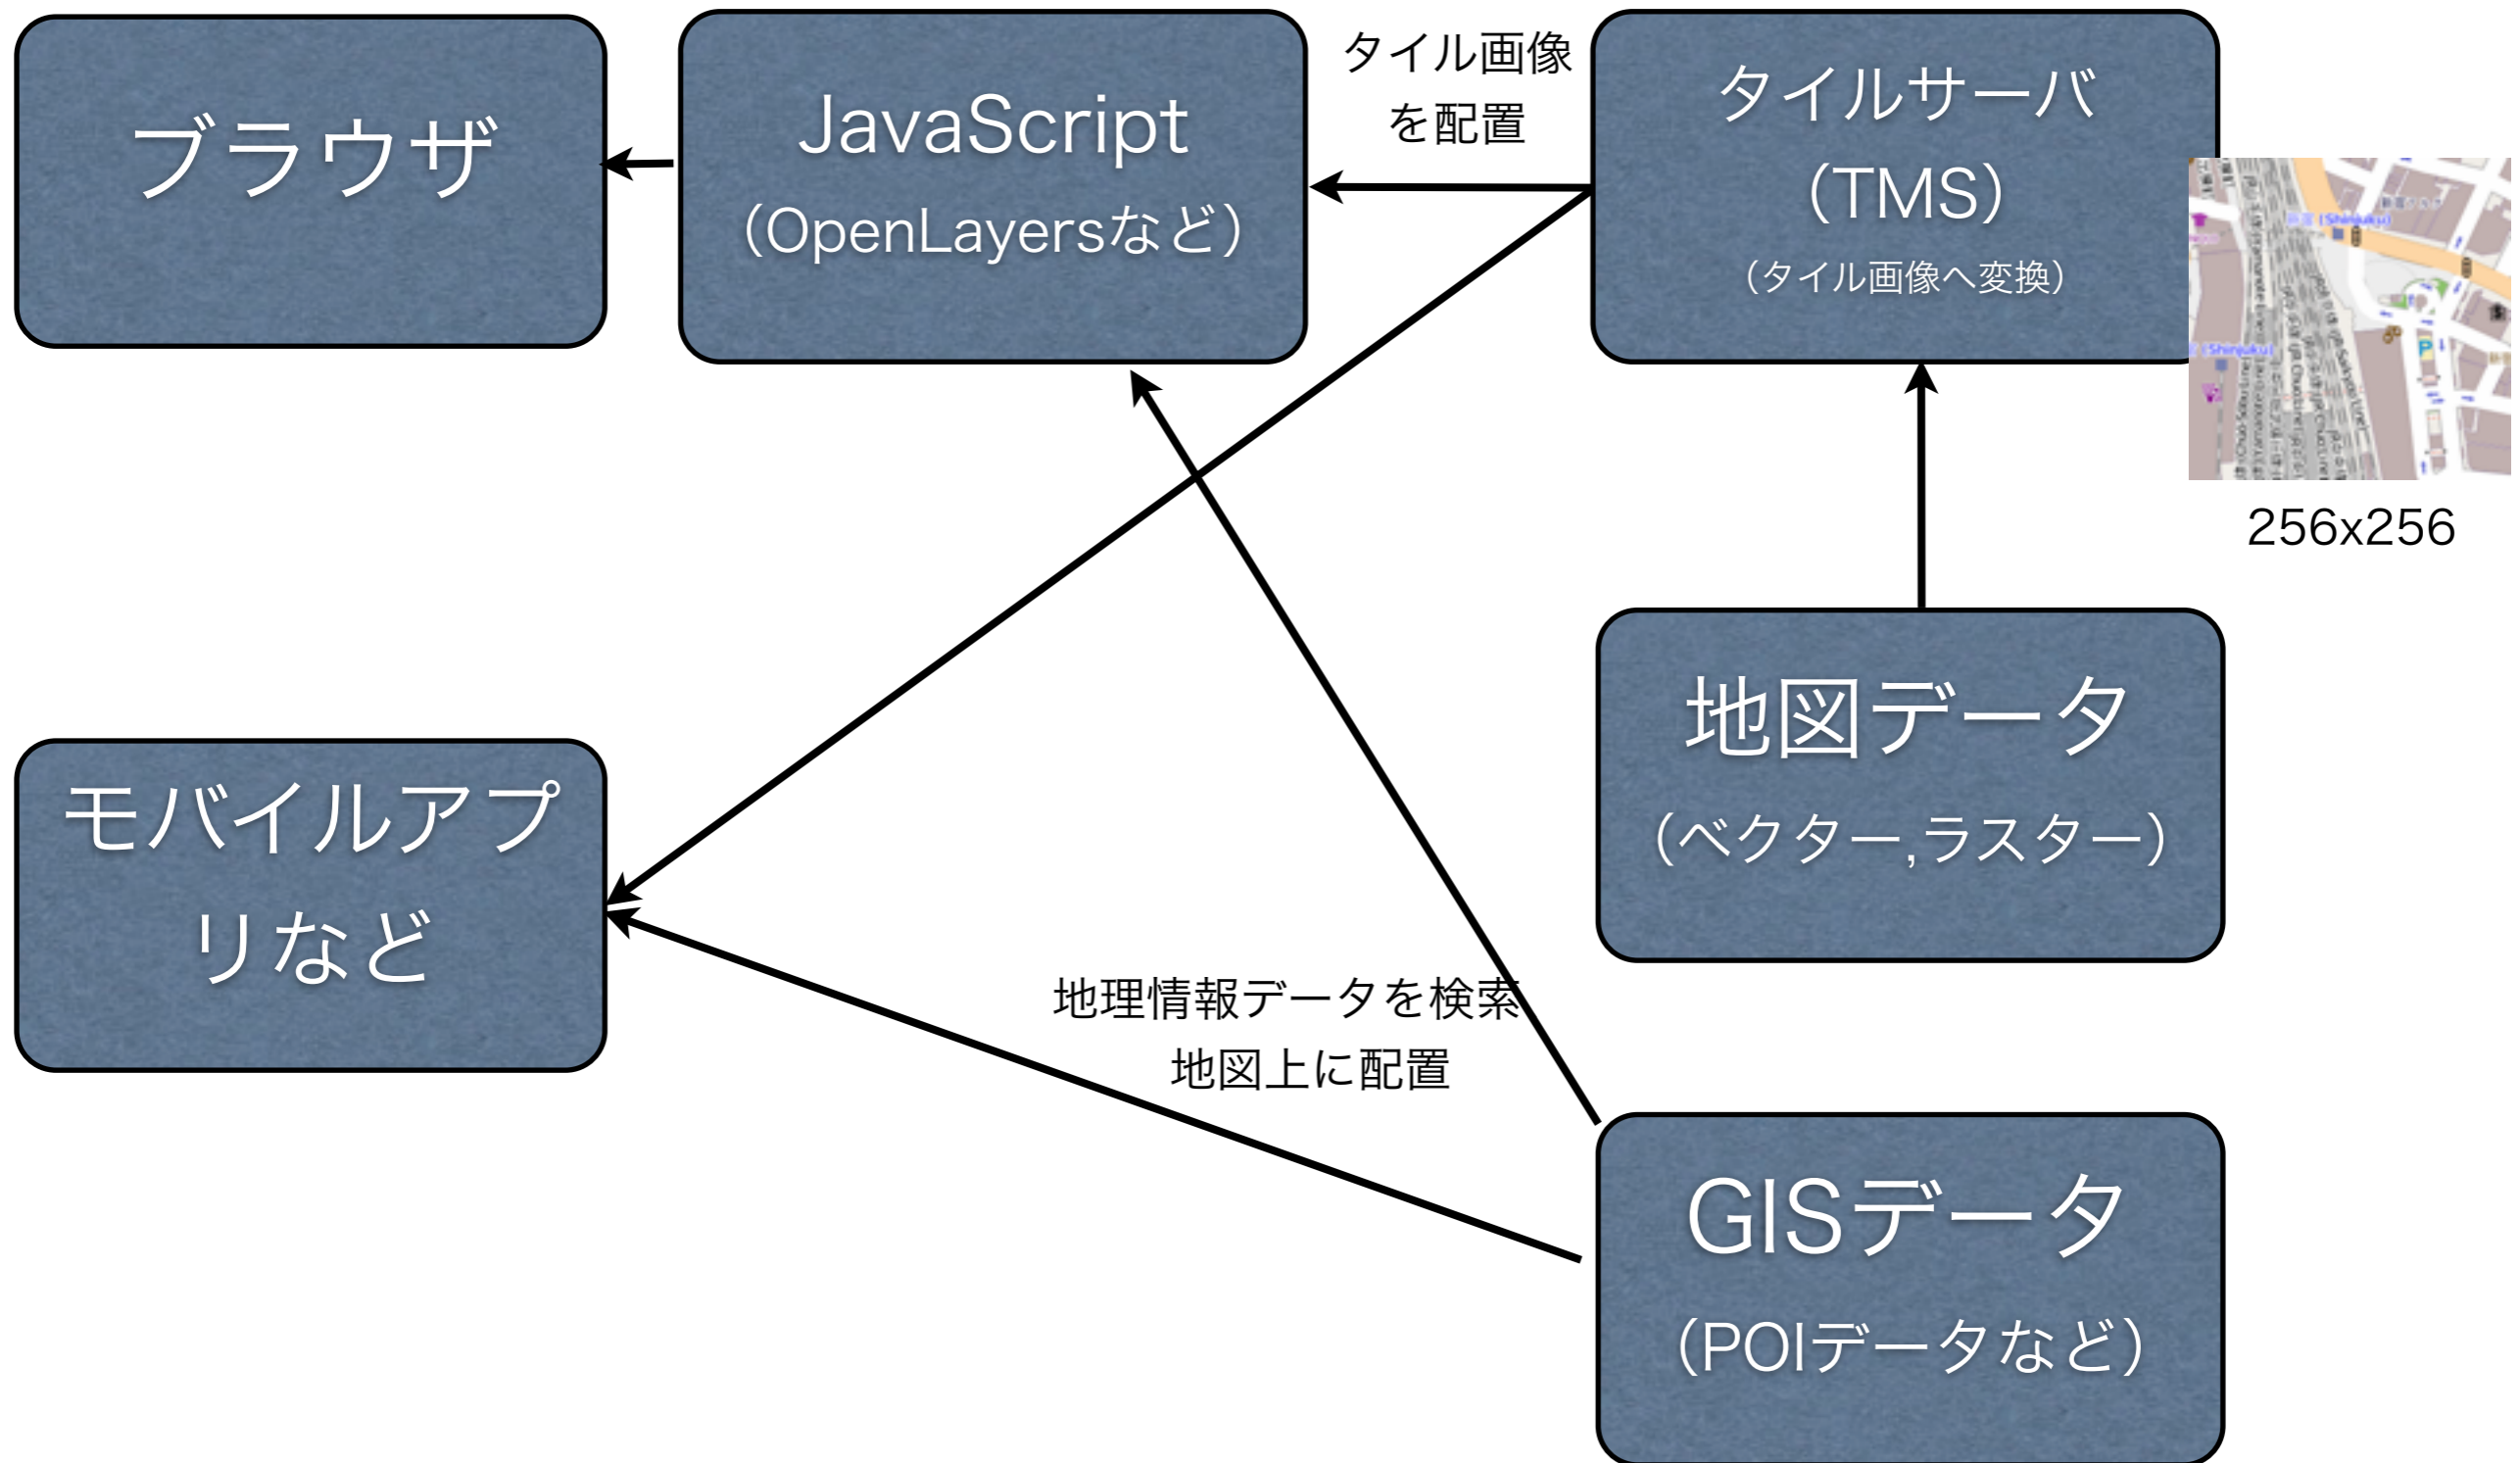 ブラウザ
JavaScript
（OpenLayersなど）
タイル画像
を配置
タイルサーバ
（TMS）
（タイル画像へ変換）
(Shinjuku)
(Shinjuku)
256x256
地図データ
（ベクター,ラスター）
モバイルアプ
リなど
地理情報データを検索
地図上に配置
GISデータ
（POIデータなど）